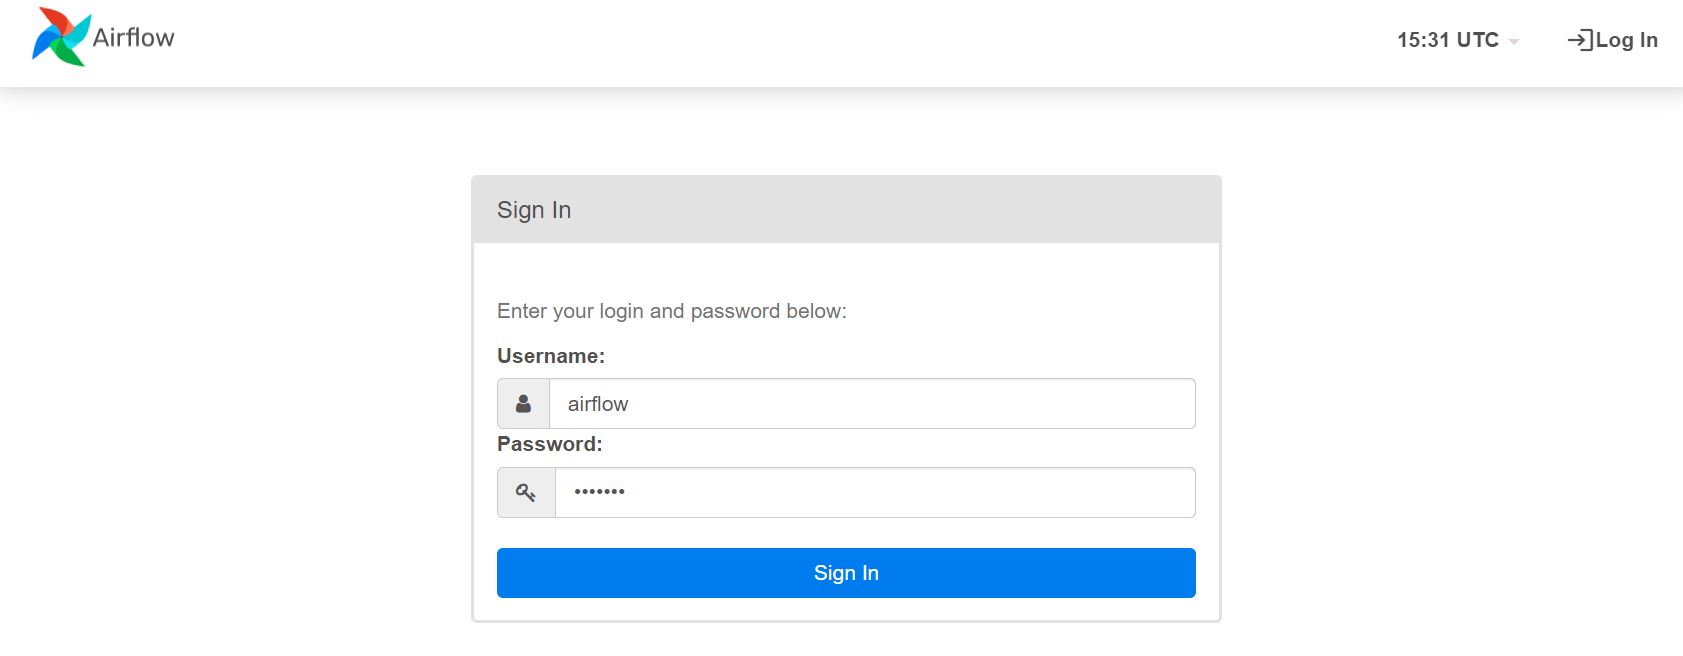 Airflow
15:31 UTC
Log In
Sign In
Enter your login and password below:
Username:
airflow
Password:
•••••••
Sign In